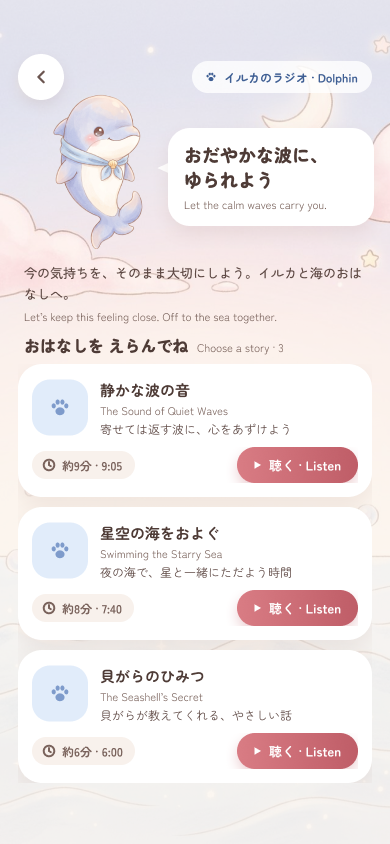 イルカのラジオ · Dolphin
おだやかな波に、
ゆられよう
Let the calm waves carry you.
今の気持ちを、そのまま大切にしよう。イルカと海のおは
なしへ。
Let's keep this feeling close. Off to the sea together.
おはなしを えらんでね Choose a story · 3
静かな波の音
The Sound of Quiet Waves
寄せては返す波に、心をあずけよう
約9分 · 9:05
聴く · Listen
星空の海をおよぐ
Swimming the Starry Sea
夜の海で、星と一緒にただよう時間
約8分 · 7:40
聴く · Listen
貝がらのひみつ
The Seashell's Secret
貝がらが教えてくれる、やさしい話
約6分 · 6:00
聴く · Listen